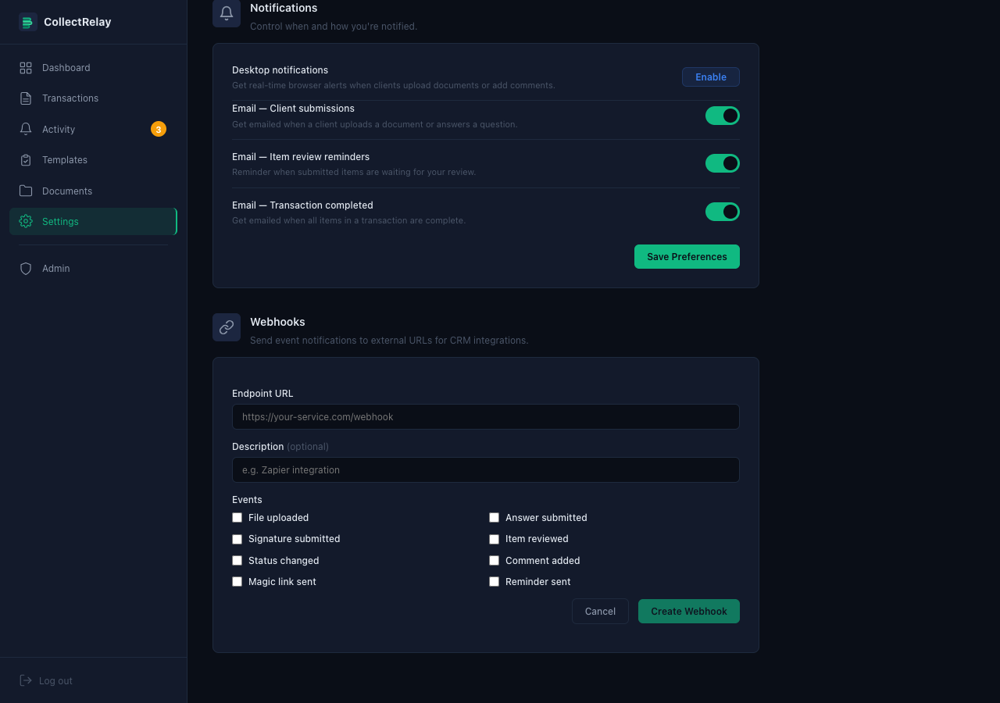 CollectRelay
Dashboard
Transactions
Activity
3
Templates
Documents
Settings
Admin
Log out
Notifications
Control when and how you're notified.
Desktop notifications
Get real-time browser alerts when clients upload documents or add comments.
Enable
Email — Client submissions
Get emailed when a client uploads a document or answers a question.
Email — Item review reminders
Reminder when submitted items are waiting for your review.
Email — Transaction completed
Get emailed when all items in a transaction are complete.
Save Preferences
Webhooks
Send event notifications to external URLs for CRM integrations.
Endpoint URL
https://your-service.com/webhook
Description (optional)
e.g. Zapier integration
Events
File uploaded
Answer submitted
Signature submitted
Item reviewed
Status changed
Comment added
Magic link sent
Reminder sent
Cancel
Create Webhook